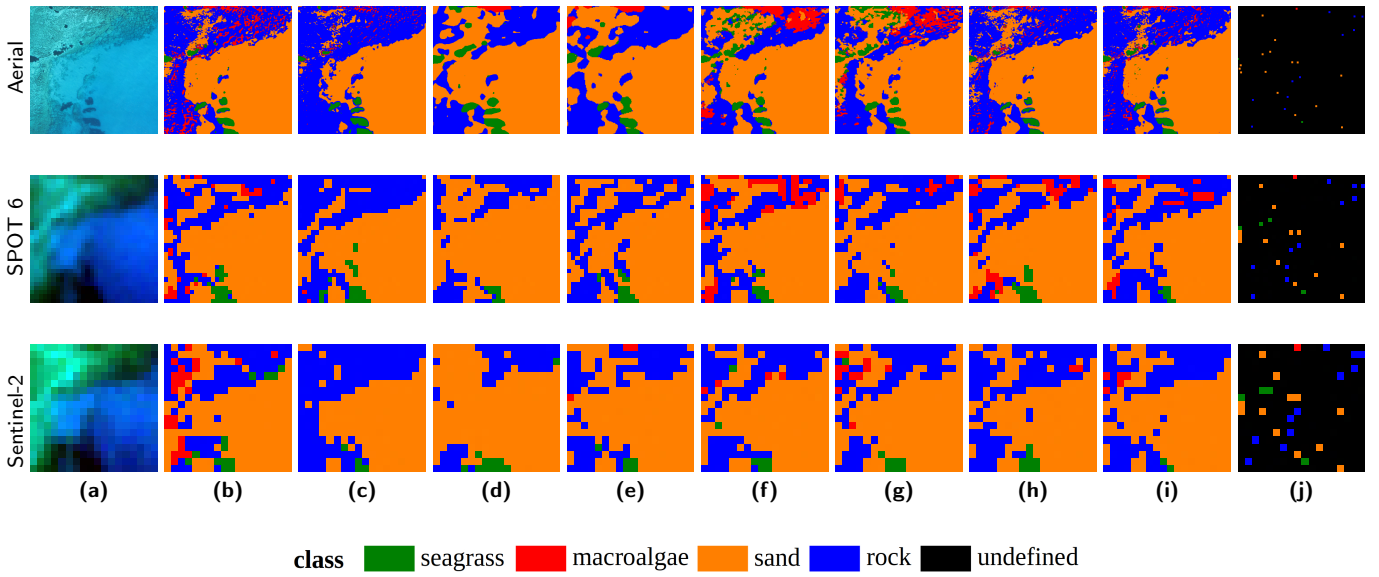 Aerial
SPOT 6
Sentinel-2
(a) (b) (c) (d) (e) (f) (g) (h) (i) (j)
class seagrass macroalgae sand rock undefined